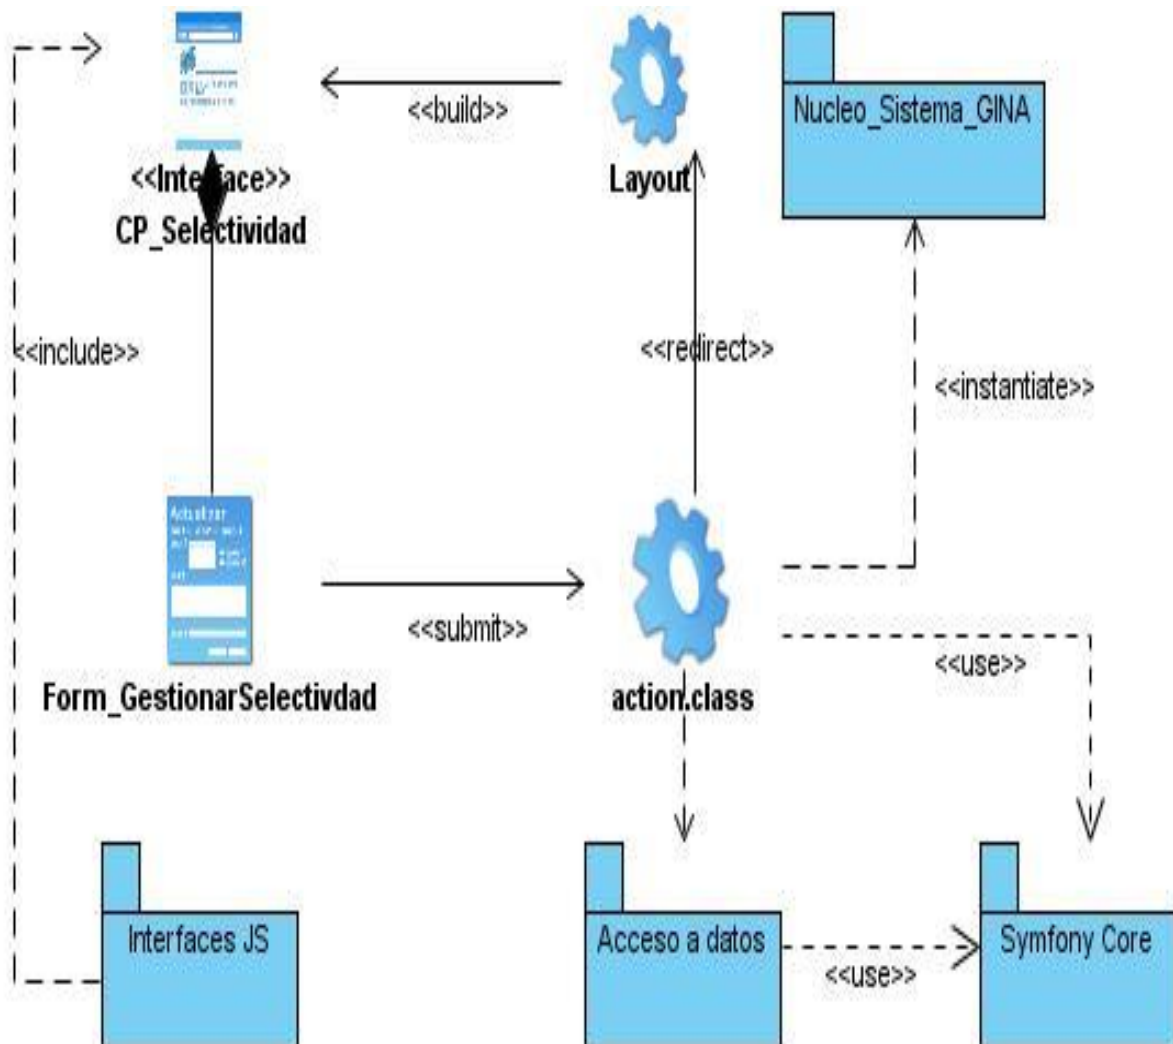 <<build>>
Nucleo_Sistema_GINA
<<Interface>>
CP_Selectividad
Layout
<<include>>
<<redirect>>
<<instantiate>>
Actualizar
<<submit>>
<<use>>
Form_GestionarSelectivdad
action.class
Interfaces JS
Acceso a datos
<<use>>
Symfony Core